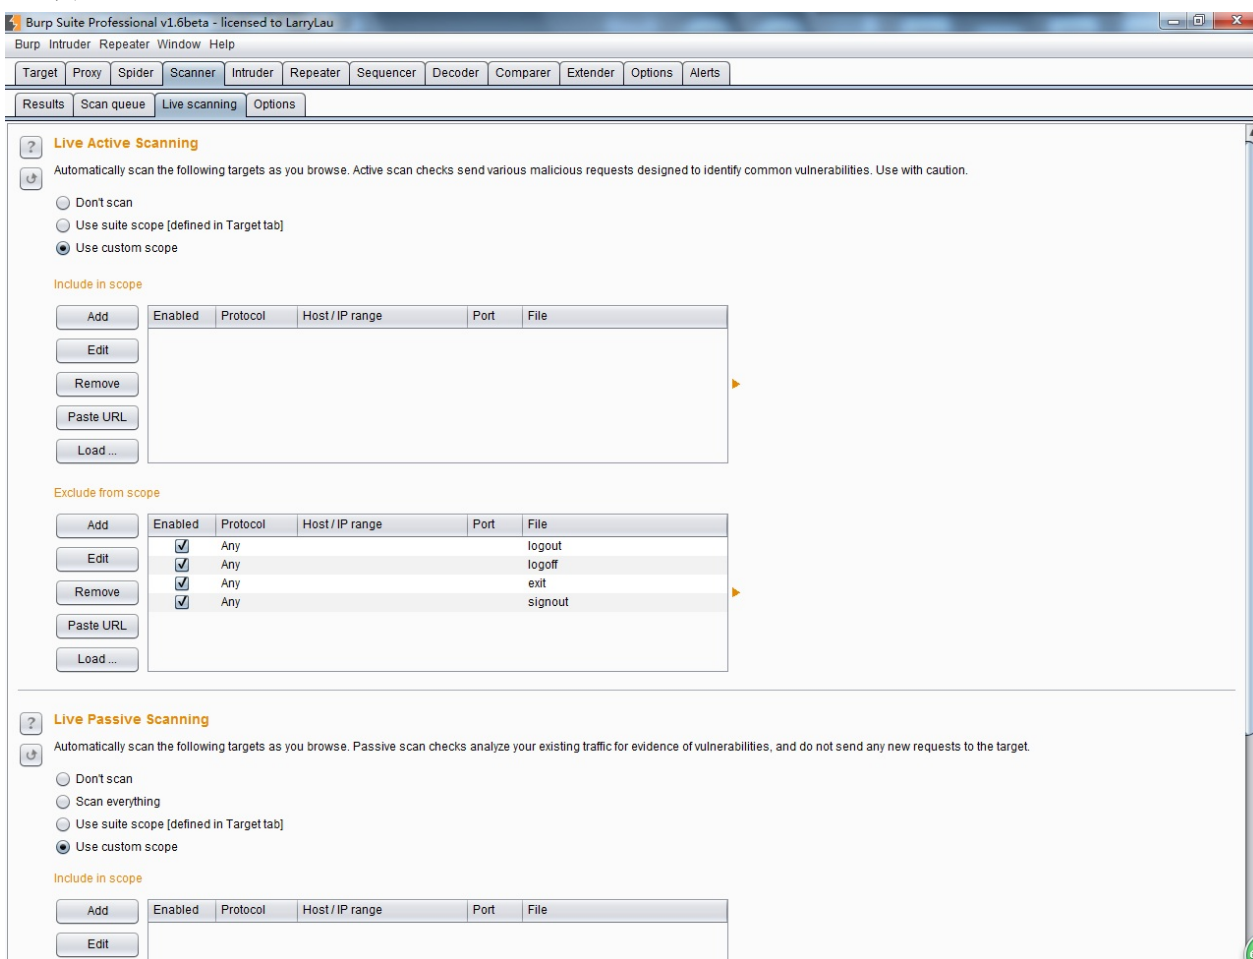 Burp Suite Professional v1.6beta - licensed to LarryLau
Burp Intruder Repeater Window Help
Target Proxy Spider Scanner Intruder Repeater Sequencer Decoder Comparer Extender Options Alerts
Results Scan queue Live scanning Options
? Live Active Scanning
Automatically scan the following targets as you browse. Active scan checks send various malicious requests designed to identify common vulnerabilities. Use with caution.
Don't scan
Use suite scope [defined in Target tab]
Use custom scope
Include in scope
Add Enabled Protocol Host / IP range Port File
Edit
Remove
Paste URL
Load ...
Exclude from scope
Add Enabled Protocol Host / IP range Port File
Any logout
Edit Any logoff
Any exit
Remove Any signout
Paste URL
Load ...
? Live Passive Scanning
Automatically scan the following targets as you browse. Passive scan checks analyze your existing traffic for evidence of vulnerabilities, and do not send any new requests to the target.
Don't scan
Scan everything
Use suite scope [defined in Target tab]
Use custom scope
Include in scope
Add Enabled Protocol Host / IP range Port File
Edit